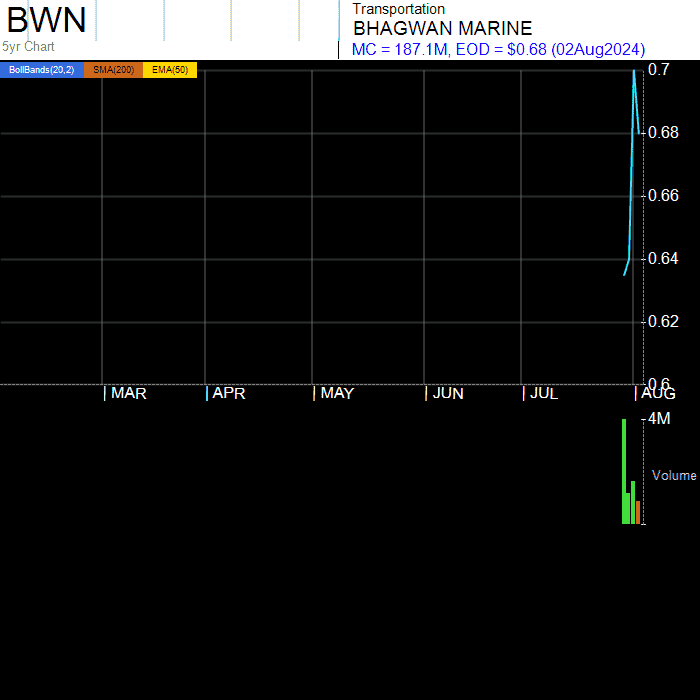 BWN
5yr Chart
Transportation
BHAGWAN MARINE
MC = 187.1M, EOD = $0.68 (02Aug2024)
BollBands(20,2) SMA(200) EMA(50)
0.7
0.68
0.66
0.64
0.62
0.6
MAR APR MAY JUN JUL AUG
4M
Volume